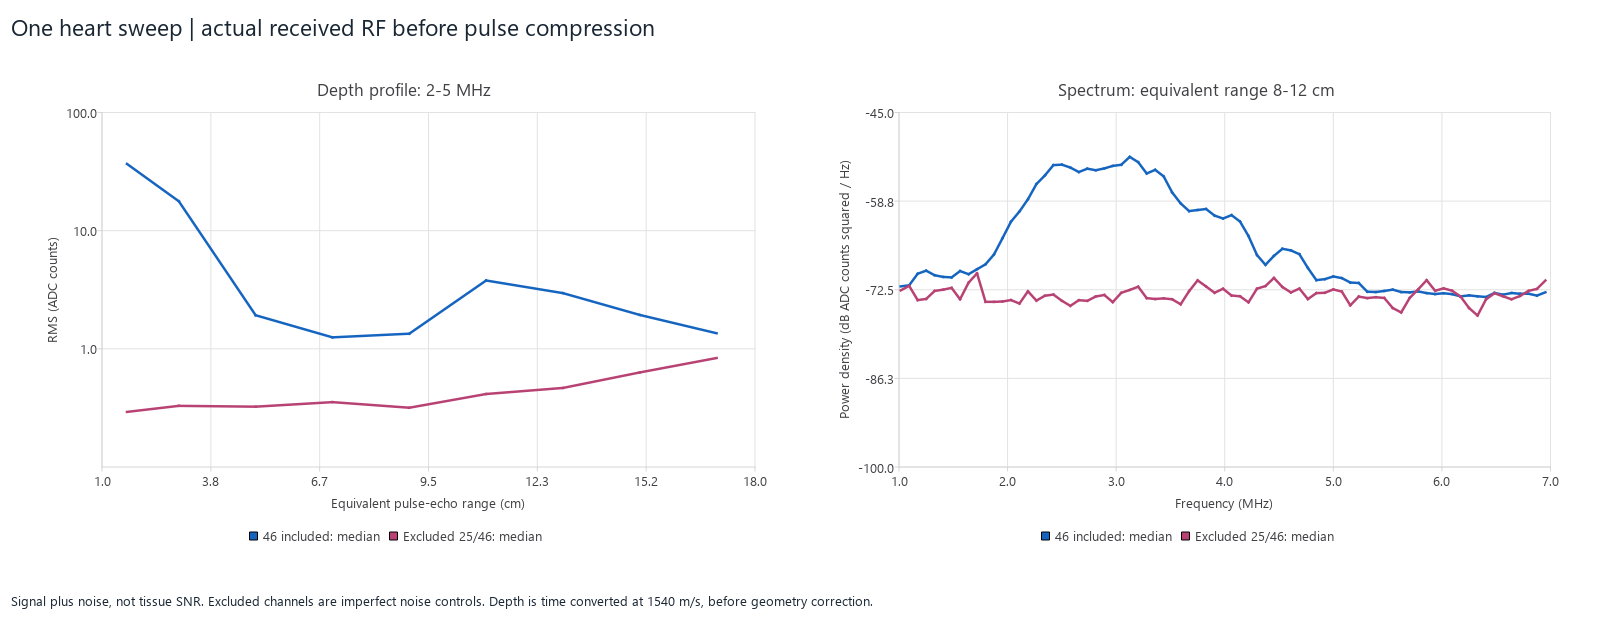 One heart sweep | actual received RF before pulse compression
Depth profile: 2-5 MHz
100.0
10.0
1.0
RMS (ADC counts)
1.0
3.8
6.7
9.5
12.3
15.2
18.0
Equivalent pulse-echo range (cm)
46 included: median
Excluded 25/46: median
Spectrum: equivalent range 8-12 cm
-45.0
-58.8
-72.5
-86.3
-100.0
Power density (dB ADC counts squared / Hz)
1.0
2.0
3.0
4.0
5.0
6.0
7.0
Frequency (MHz)
46 included: median
Excluded 25/46: median
Signal plus noise, not tissue SNR. Excluded channels are imperfect noise controls. Depth is time converted at 1540 m/s, before geometry correction.